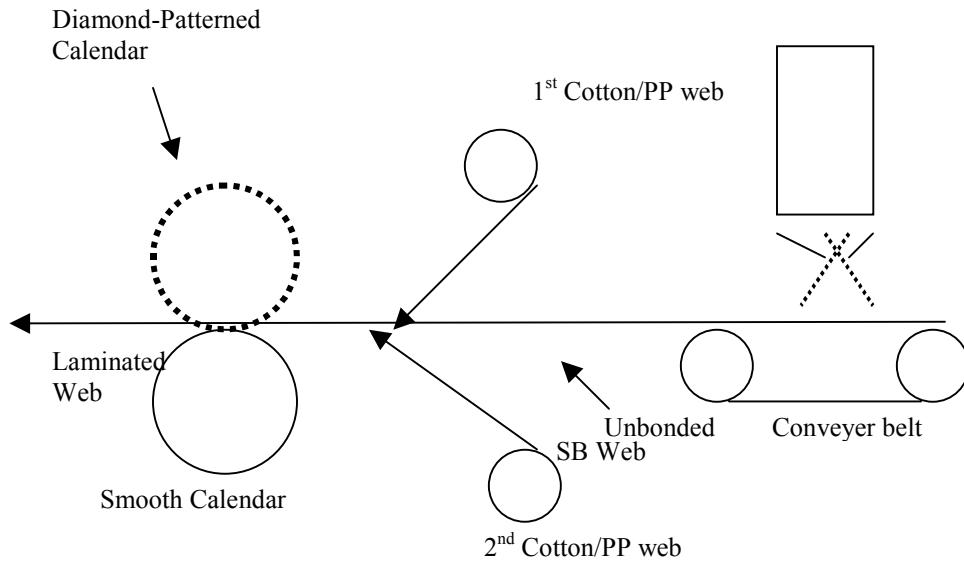 Diamond-Patterned
Calendar
1st Cotton/PP web
Laminated
Web
Unbonded
SB Web
Conveyer belt
Smooth Calendar
2nd Cotton/PP web